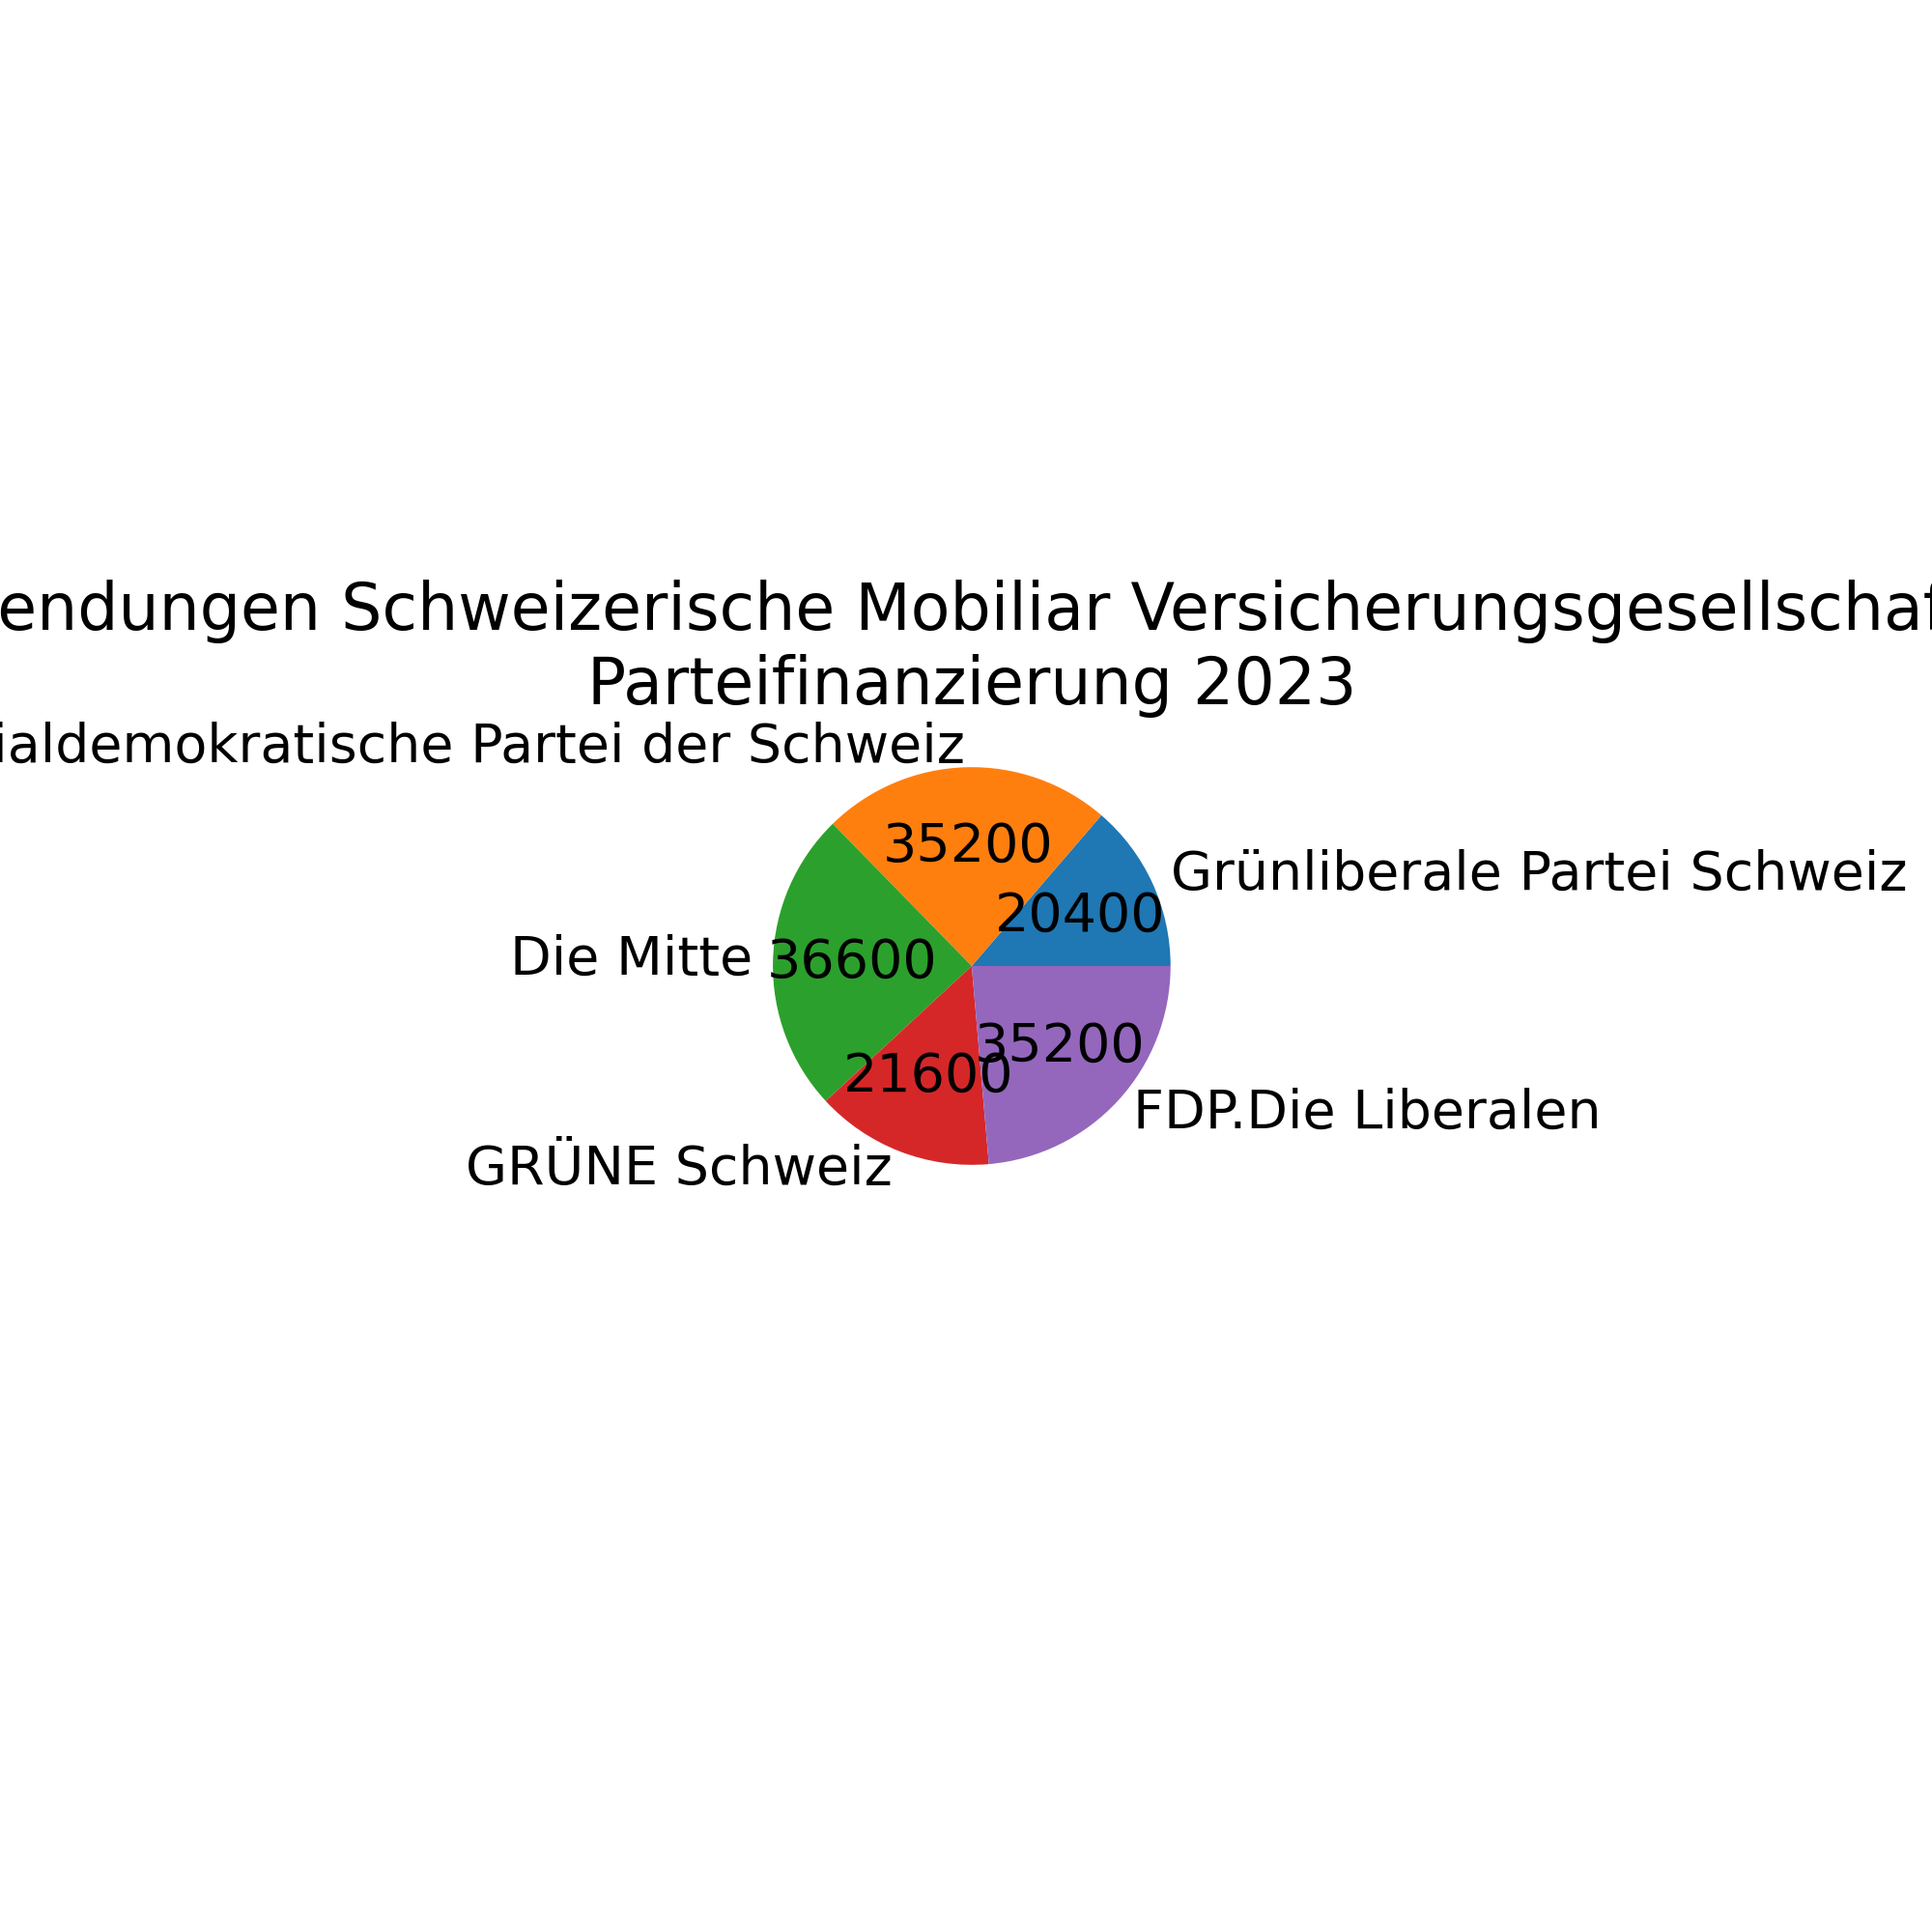 endungen Schweizerische Mobiliar Versicherungsgesellschaf
Parteifinanzierung 2023
ialdemokratische Partei der Schweiz
35200
Grünliberale Partei Schweiz
20400
Die Mitte
36600
35200
21600
FDP.Die Liberalen
GRÜNE Schweiz